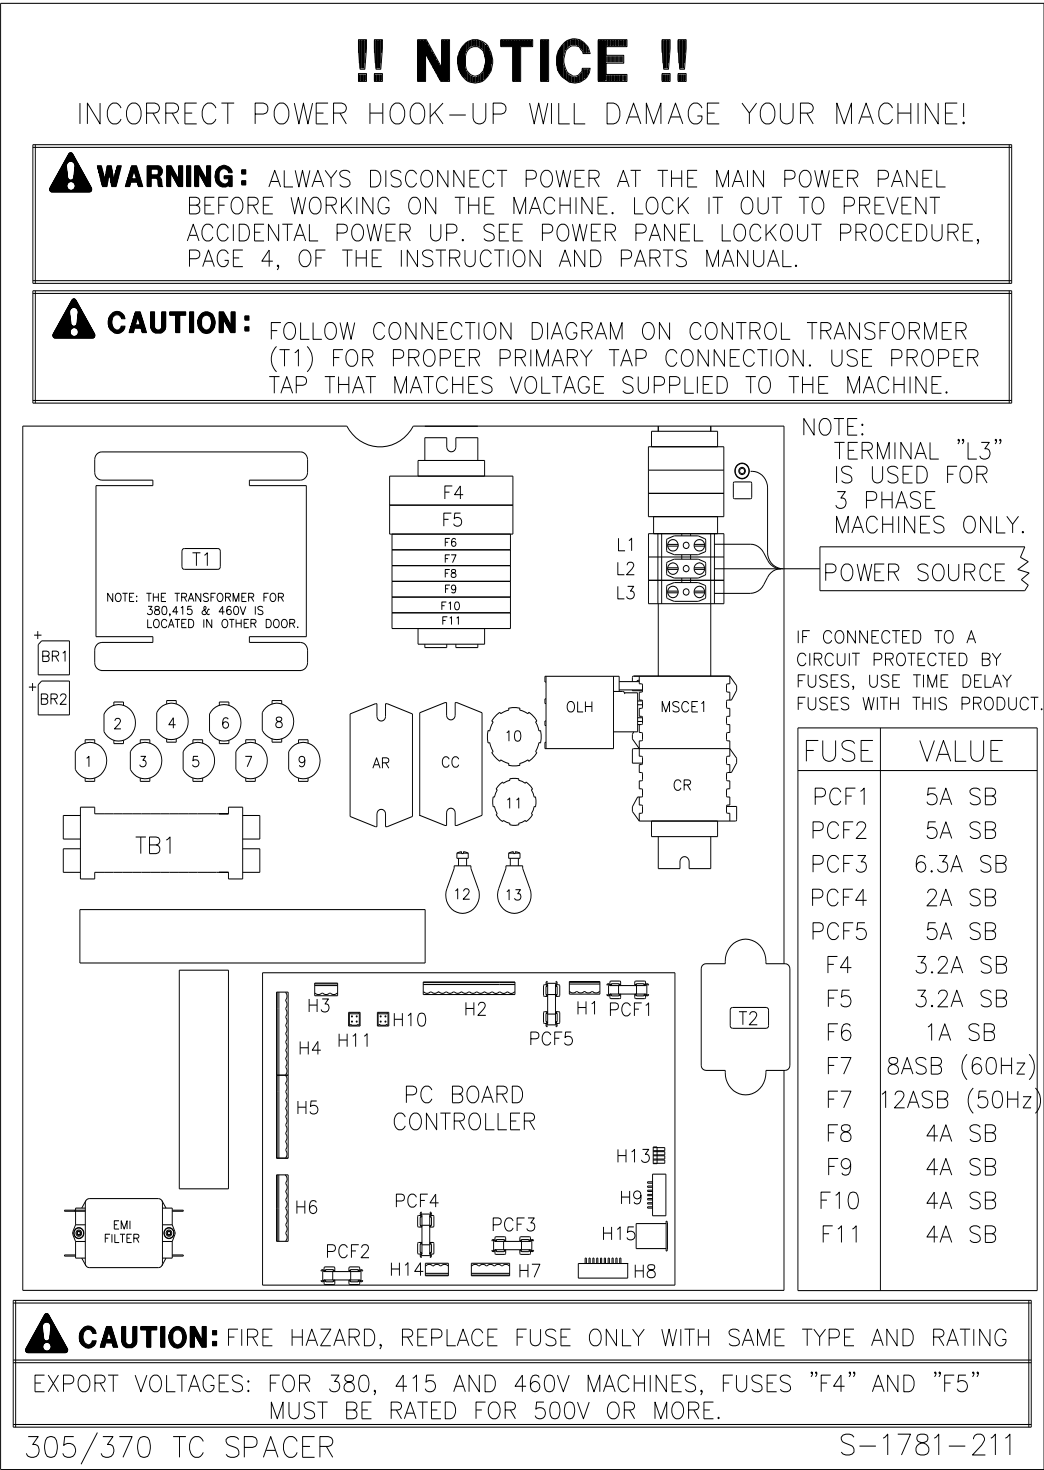 !! NOTICE !!
INCORRECT POWER HOOK-UP WILL DAMAGE YOUR MACHINE!
WARNING: ALWAYS DISCONNECT POWER AT THE MAIN POWER PANEL
BEFORE WORKING ON THE MACHINE. LOCK IT OUT TO PREVENT
ACCIDENTAL POWER UP. SEE POWER PANEL LOCKOUT PROCEDURE,
PAGE 4, OF THE INSTRUCTION AND PARTS MANUAL.
CAUTION: FOLLOW CONNECTION DIAGRAM ON CONTROL TRANSFORMER
(T1) FOR PROPER PRIMARY TAP CONNECTION. USE PROPER
TAP THAT MATCHES VOLTAGE SUPPLIED TO THE MACHINE.
NOTE:
TERMINAL "L3"
IS USED FOR
3 PHASE
MACHINES ONLY.
F4
F5
F6
F7
F8
F9
F10
F11
T1
NOTE: THE TRANSFORMER FOR
380,415 & 460V IS
LOCATED IN OTHER DOOR.
L1
L2
L3
POWER SOURCE
+
BR1
+
BR2
IF CONNECTED TO A
CIRCUIT PROTECTED BY
FUSES, USE TIME DELAY
FUSES WITH THIS PRODUCT.
2
4
6
8
1
3
5
7
9
AR
CC
10
11
OLH
MSCE1
CR
TB1
12
13
FUSE VALUE
PCF1 5A SB
PCF2 5A SB
PCF3 6.3A SB
PCF4 2A SB
PCF5 5A SB
F4 3.2A SB
F5 3.2A SB
F6 1A SB
F7 8ASB (60Hz)
F7 12ASB (50Hz)
F8 4A SB
F9 4A SB
F10 4A SB
F11 4A SB
H3
H2
H1
PCF1
H11
H10
PCF5
H4
T2
H5
PC BOARD
CONTROLLER
H13
H9
H6
PCF4
PCF3
H15
PCF2
H14
H7
H8
EMI
FILTER
CAUTION: FIRE HAZARD, REPLACE FUSE ONLY WITH SAME TYPE AND RATING
EXPORT VOLTAGES: FOR 380, 415 AND 460V MACHINES, FUSES "F4" AND "F5"
MUST BE RATED FOR 500V OR MORE.
305/370 TC SPACER
S-1781-211